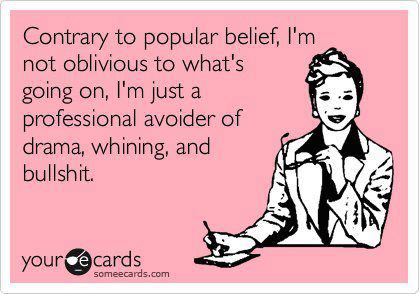 Contrary to popular belief, I'm
not oblivious to what's
going on, I'm just a
professional avoider of
drama, whining, and
bullshit.
your e cards
someecards.com